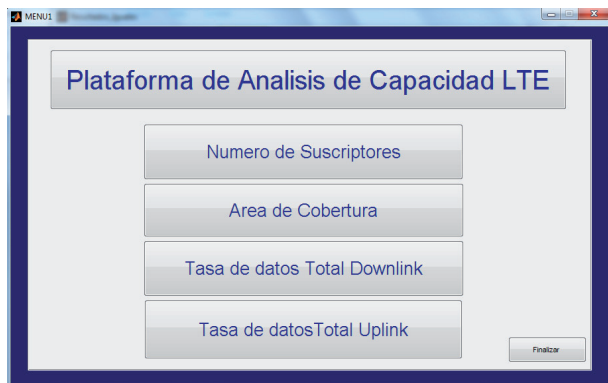 MENU1
Plataforma de Analisis de Capacidad LTE
Numero de Suscriptores
Area de Cobertura
Tasa de datos Total Downlink
Tasa de datosTotal Uplink
Finalizar